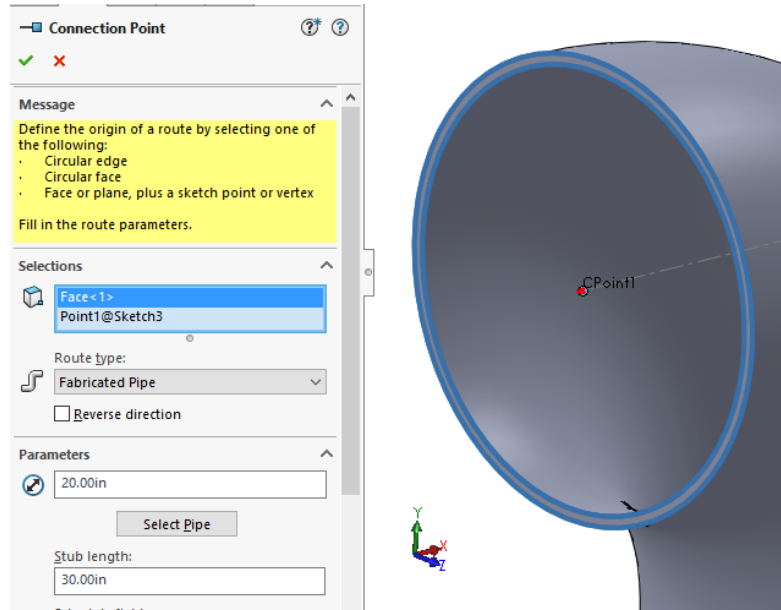 Connection Point
Message
Define the origin of a route by selecting one of
the following:
· Circular edge
· Circular face
· Face or plane, plus a sketch point or vertex
Fill in the route parameters.
Selections
Face<1>
Point1@Sketch3
Route type:
Fabricated Pipe
Reverse direction
Parameters
20.00in
Select Pipe
Stub length:
30.00in
CPoint1
Y
X
Z